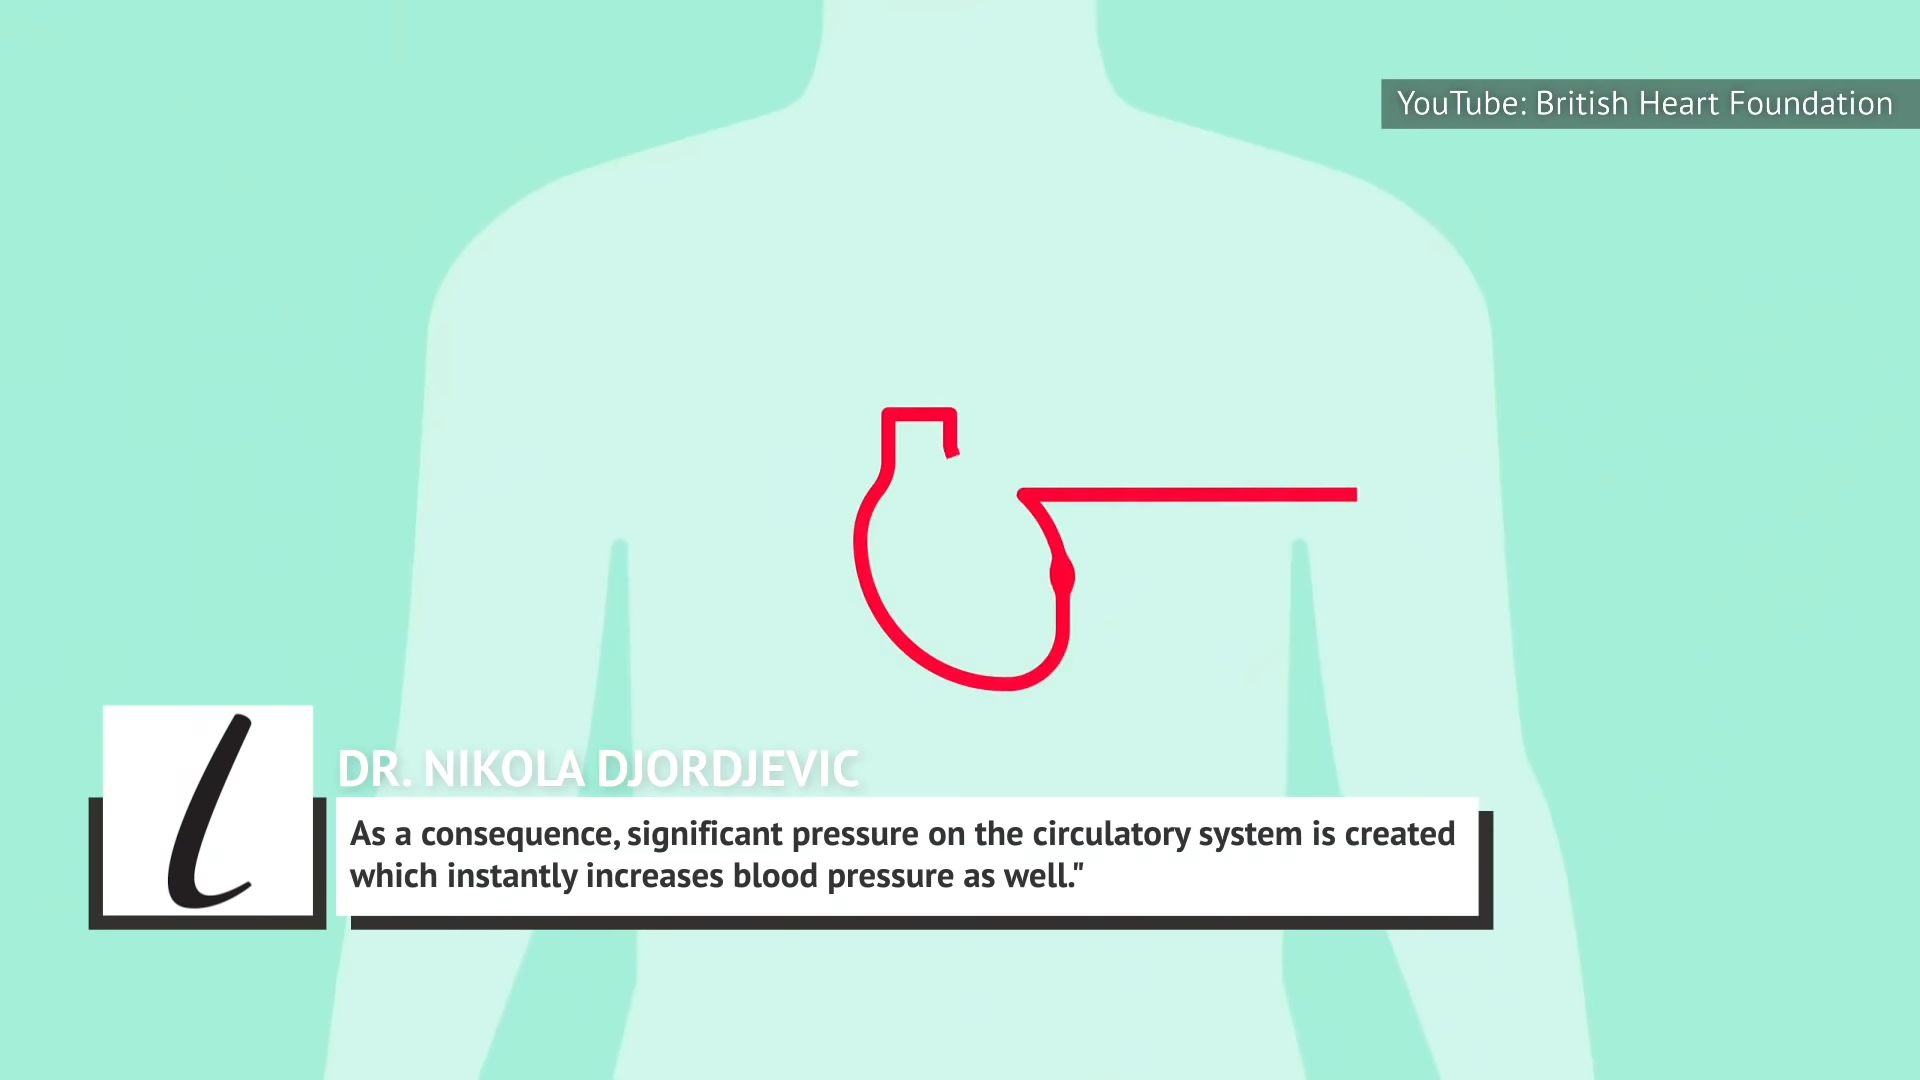 YouTube: British Heart Foundation
l
DR. NIKOLA DJORDJEVIC
As a consequence, significant pressure on the circulatory system is created
which instantly increases blood pressure as well."